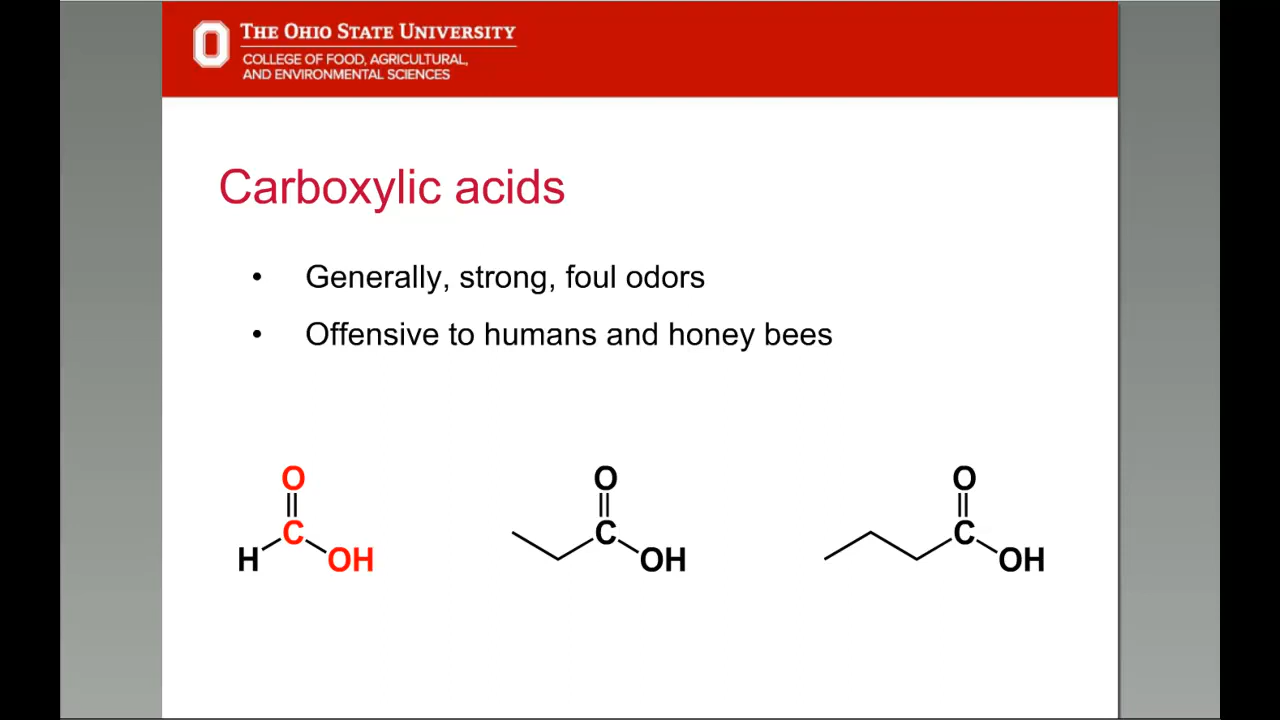 THE OHIO STATE UNIVERSITY
COLLEGE OF FOOD, AGRICULTURAL,
AND ENVIRONMENTAL SCIENCES
Carboxylic acids
• Generally, strong, foul odors
• Offensive to humans and honey bees
O O O
C C C
H OH OH OH